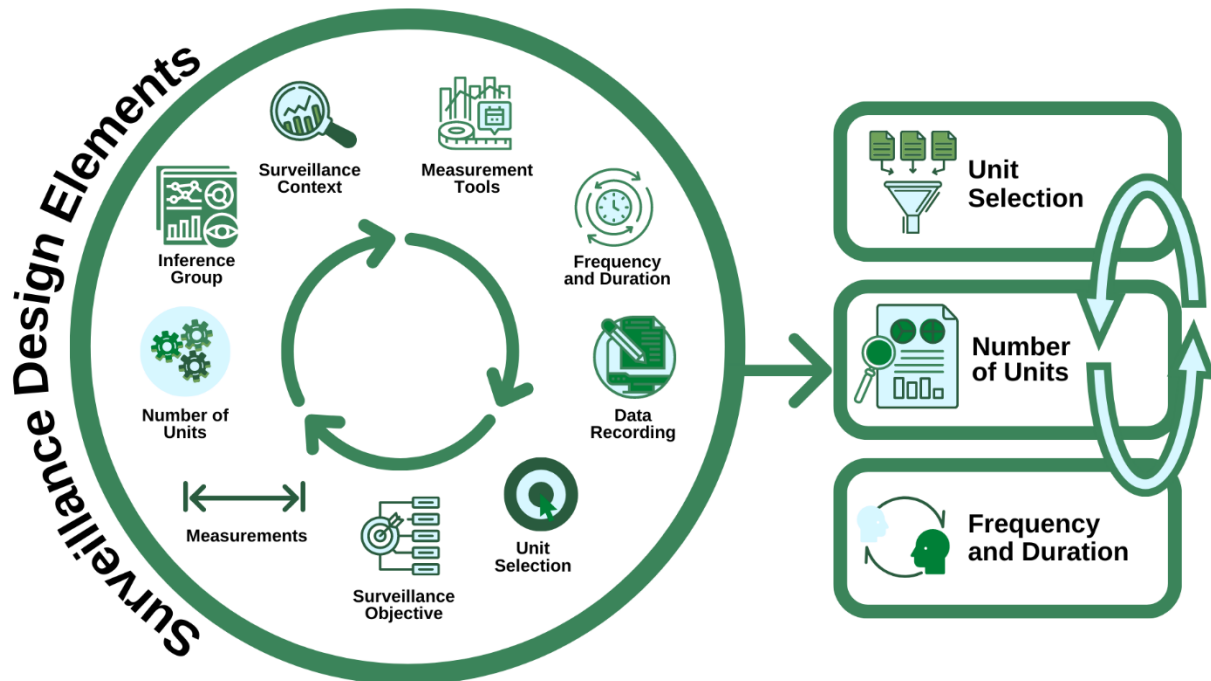 Surveillance Design Elements
Surveillance
Context
Measurement
Tools
Frequency
and Duration
Data
Recording
Unit
Selection
Surveillance
Objective
Measurements
Number of
Units
Inference
Group
Unit
Selection
Number
of Units
Frequency
and Duration